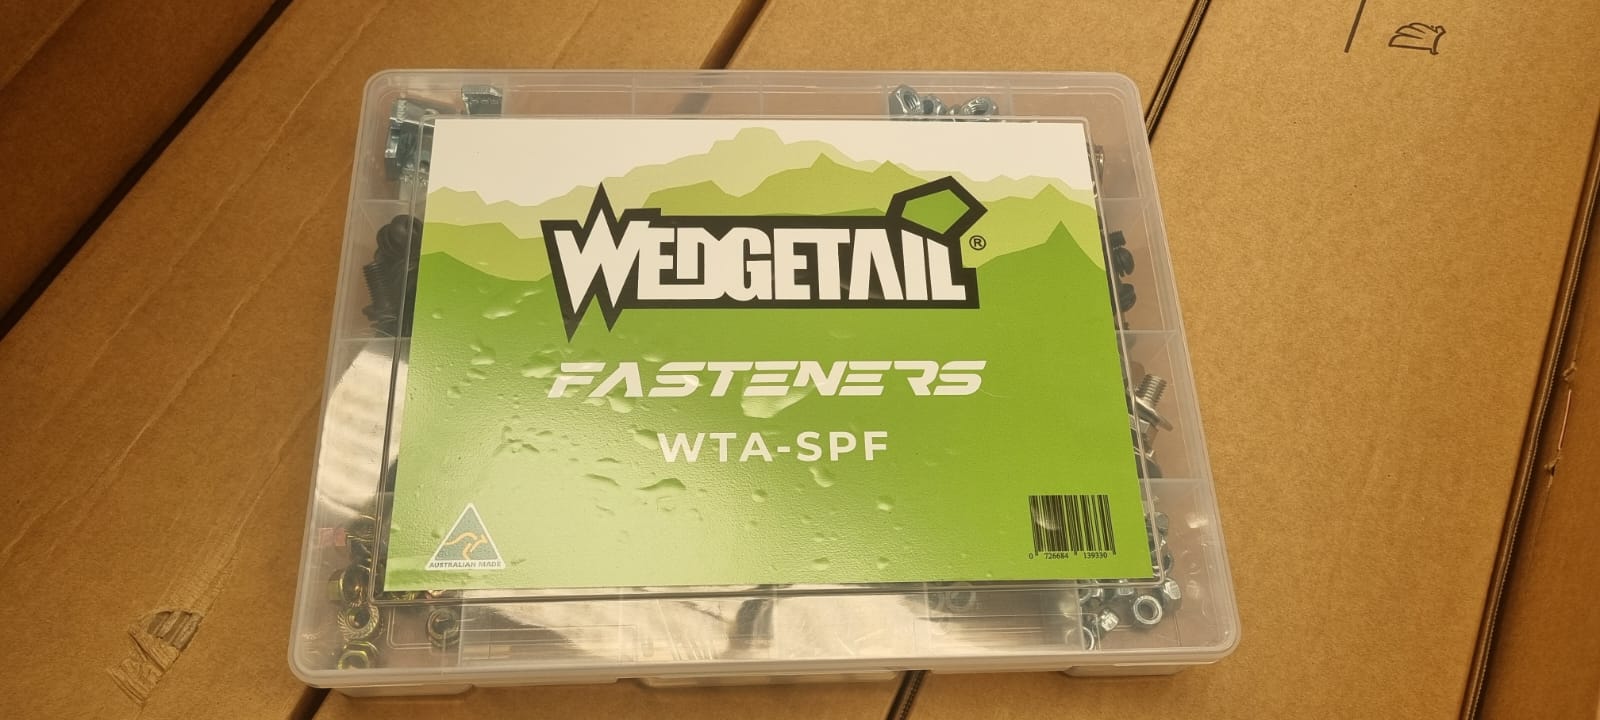 WEDGETAIL®
FASTENERS
WTA-SPF
AUSTRALIAN MADE
0 726684 139330